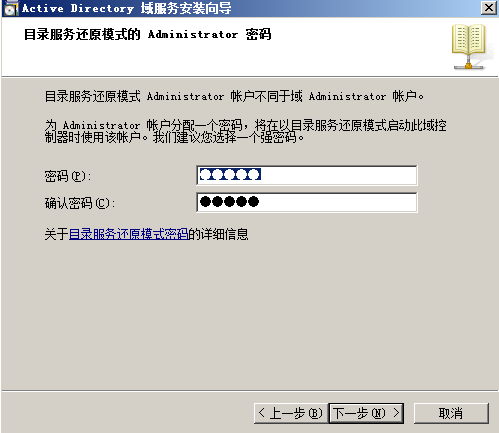 Active Directory 域服务安装向导
目录服务还原模式的 Administrator 密码
目录服务还原模式 Administrator 帐户不同于域 Administrator 帐户。
为 Administrator 帐户分配一个密码，将在以目录服务还原模式启动此域控
制器时使用该帐户。我们建议您选择一个强密码。
密码(P):
确认密码(C):
关于目录服务还原模式密码的详细信息
< 上一步(B) 下一步(N) > 取消